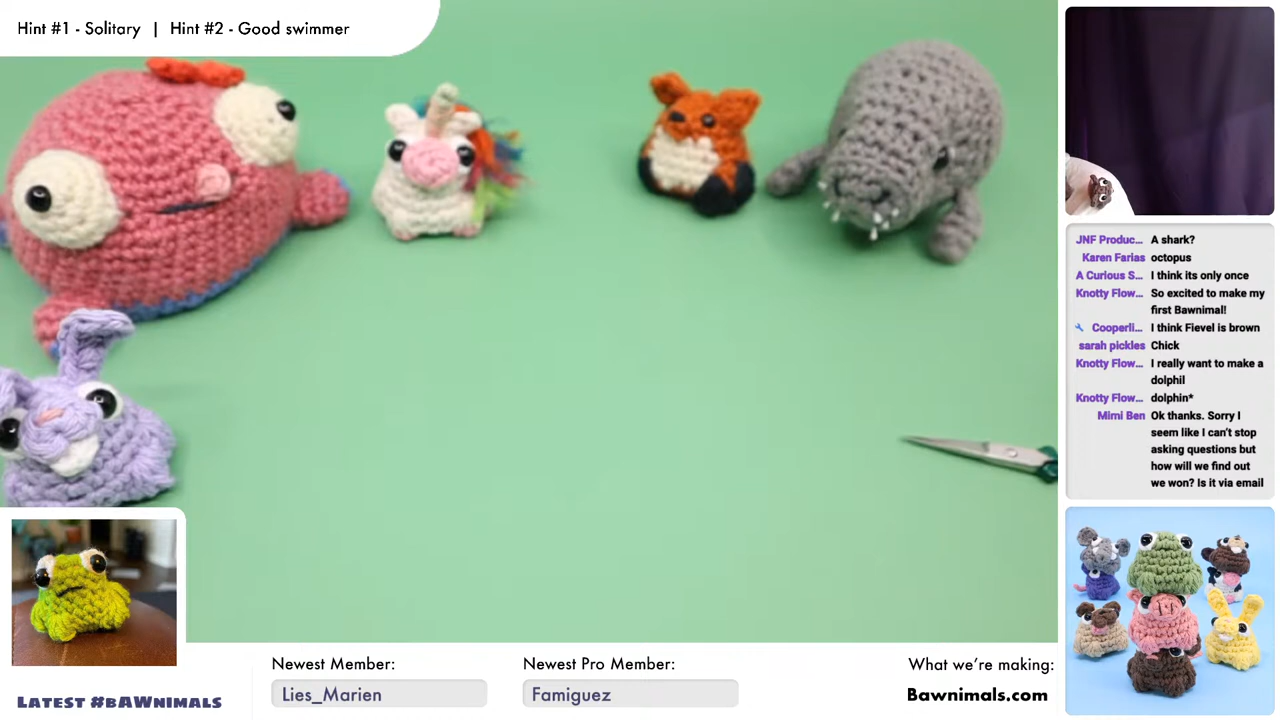 Hint #1 - Solitary | Hint #2 - Good swimmer
JNF Produc... A shark?
Karen Farias octopus
A Curious S... I think its only once
Knotty Flow... So excited to make my
first Bawnimal!
Cooperli... I think Fievel is brown
sarah pickles Chick
Knotty Flow... I really want to make a
dolphil
Knotty Flow... dolphin*
Mimi Ben Ok thanks. Sorry I
seem like I can't stop
asking questions but
how will we find out
we won? Is it via email
Newest Member:
Lies_Marien
Newest Pro Member:
Famiguez
What we're making:
Bawnimals.com
Latest #bAWnimals